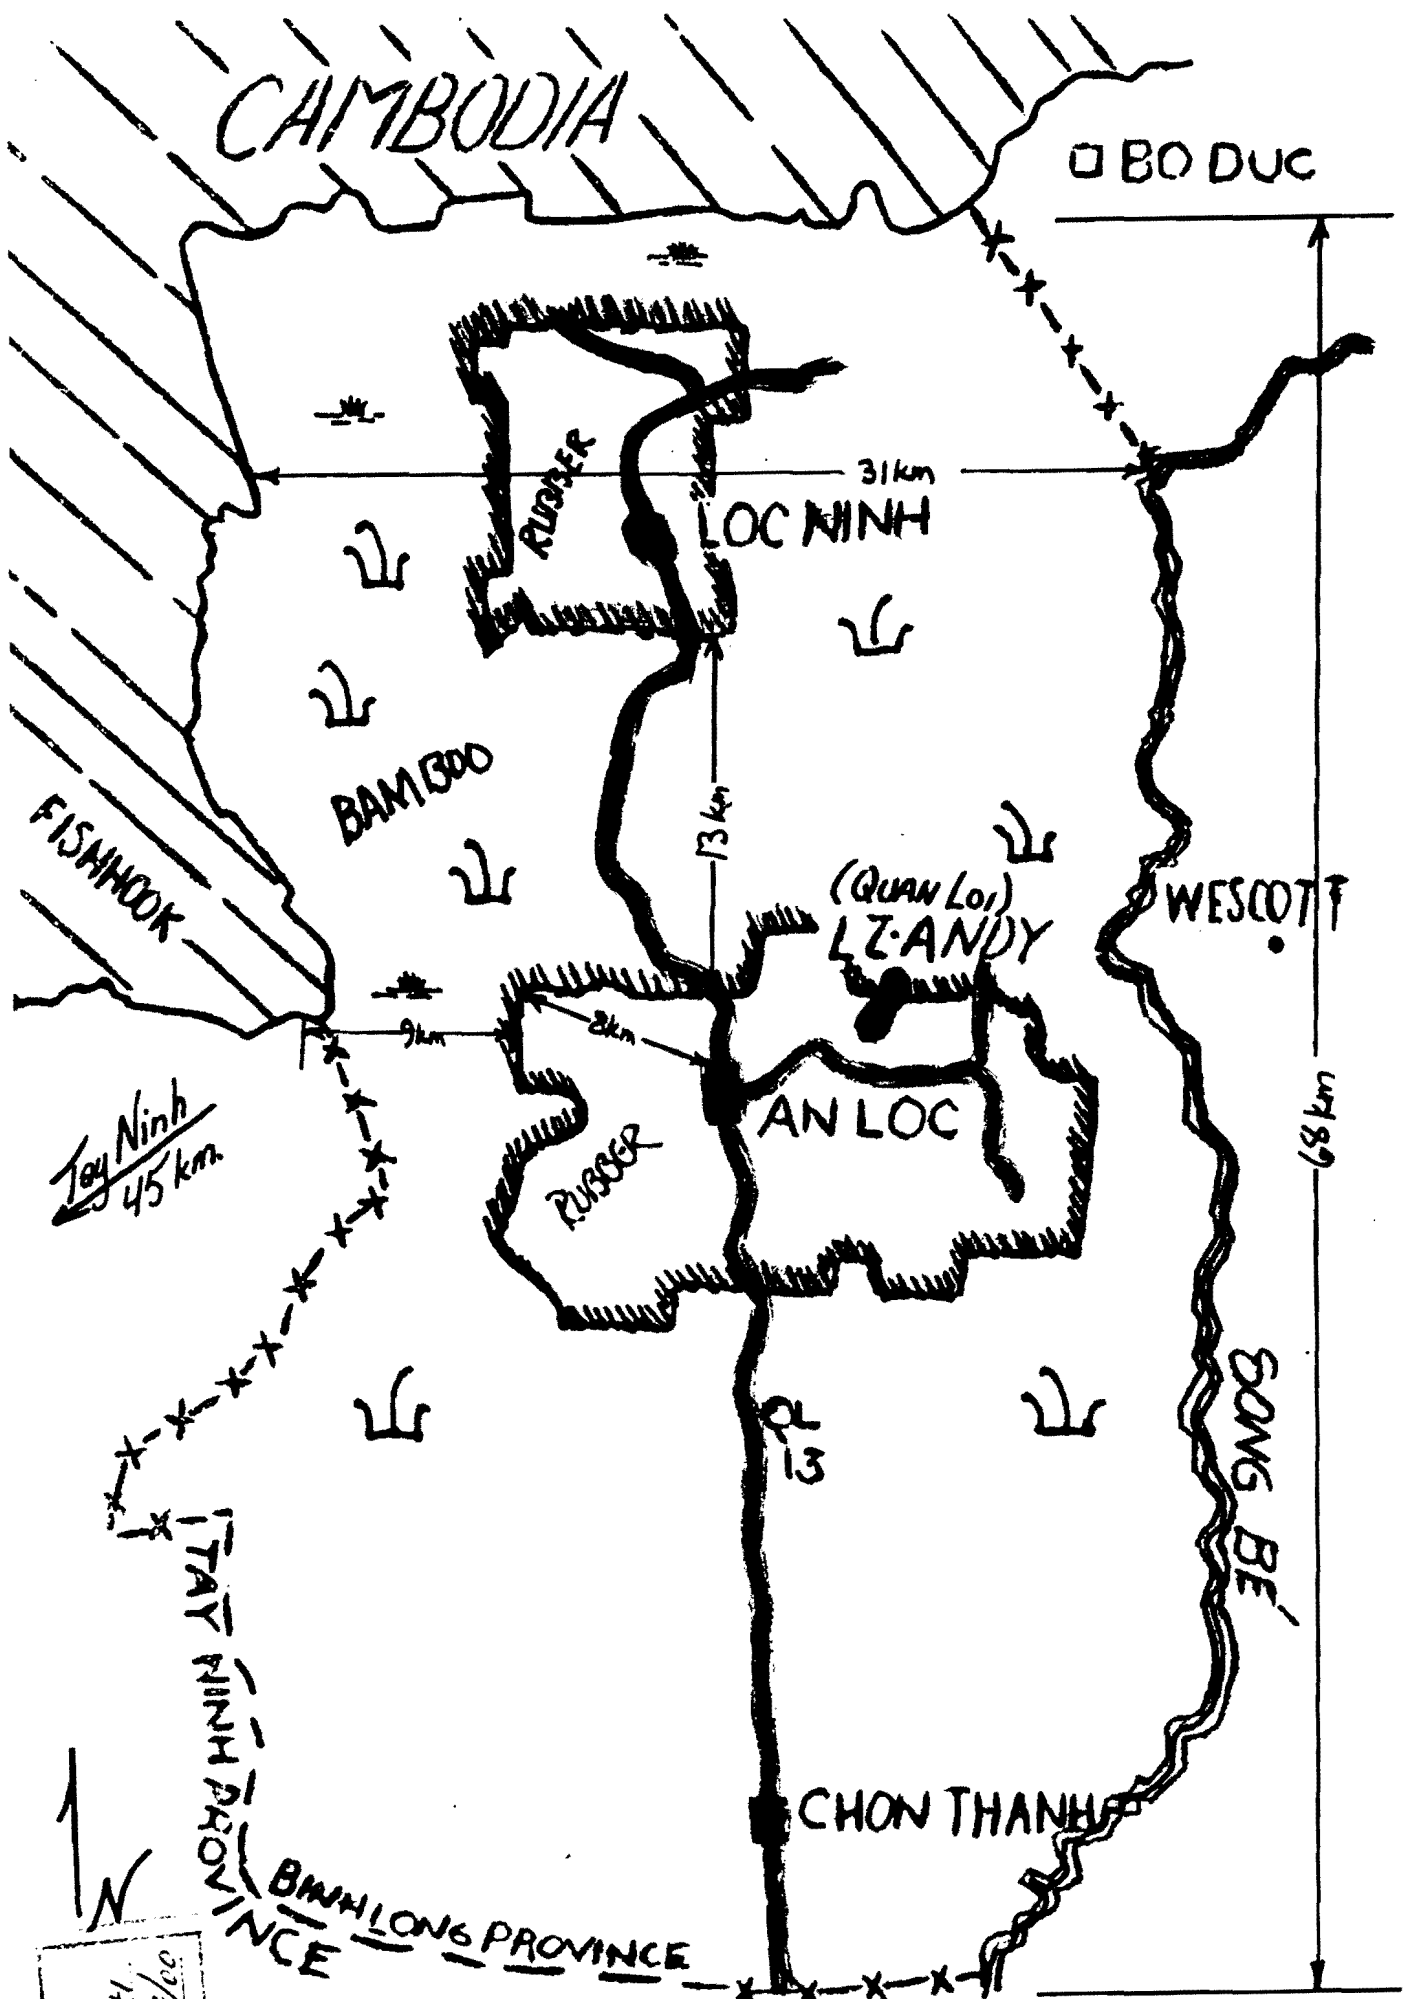 CAMBODIA
BO DUC
RUBBER
31km
LOC NINH
BAMBOO
13km
FISHHOOK
(QUAN LOI)
LZ·ANDY
WESCOTT
9km
8km
AN LOC
Tay Ninh
45 km.
RUBBER
68km
QL
13
SONG BE
TAY NINH PROVINCE
CHON THANH
BINH LONG PROVINCE
N